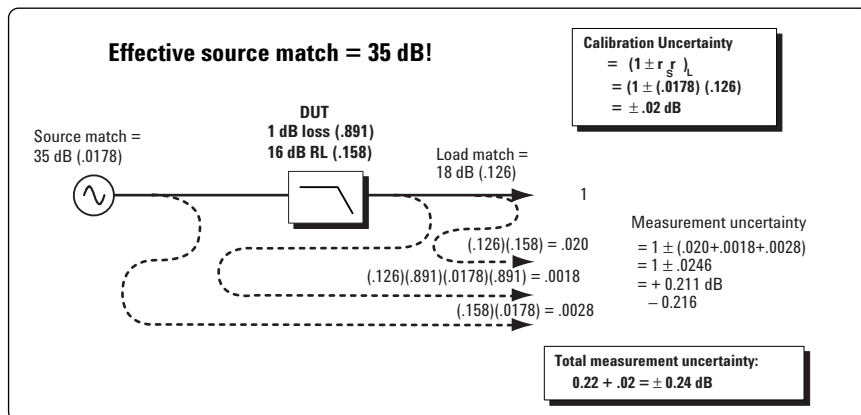 Effective source match = 35 dB!
Calibration Uncertainty
= (1 ± r S r ) L
= (1 ± (.0178) (.126)
= ± .02 dB
DUT
1 dB loss (.891)
16 dB RL (.158)
Source match =
35 dB (.0178)
Load match =
18 dB (.126)
1
(.126)(.158) = .020
(.126)(.891)(.0178)(.891) = .0018
(.158)(.0178) = .0028
Measurement uncertainty
= 1 ± (.020+.0018+.0028)
= 1 ± .0246
= + 0.211 dB
– 0.216
Total measurement uncertainty:
0.22 + .02 = ± 0.24 dB